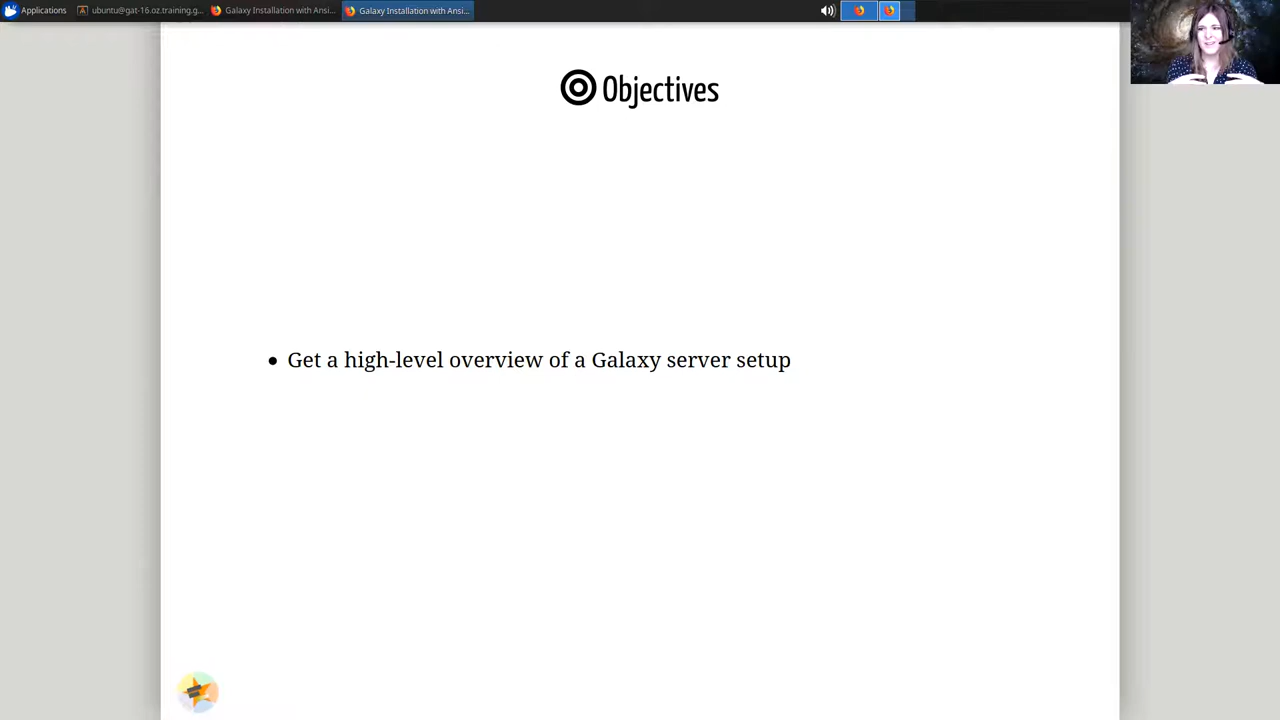 Applications
ubuntu@gat-16.oz.training.g...
Galaxy Installation with Ansi...
Galaxy Installation with Ansi...
Objectives
Get a high-level overview of a Galaxy server setup